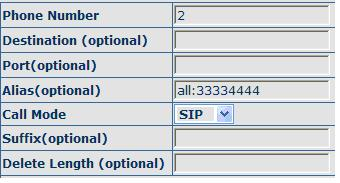 Phone Number 2
Destination (optional)
Port(optional)
Alias(optional) all:33334444
Call Mode SIP
Suffix(optional)
Delete Length (optional)